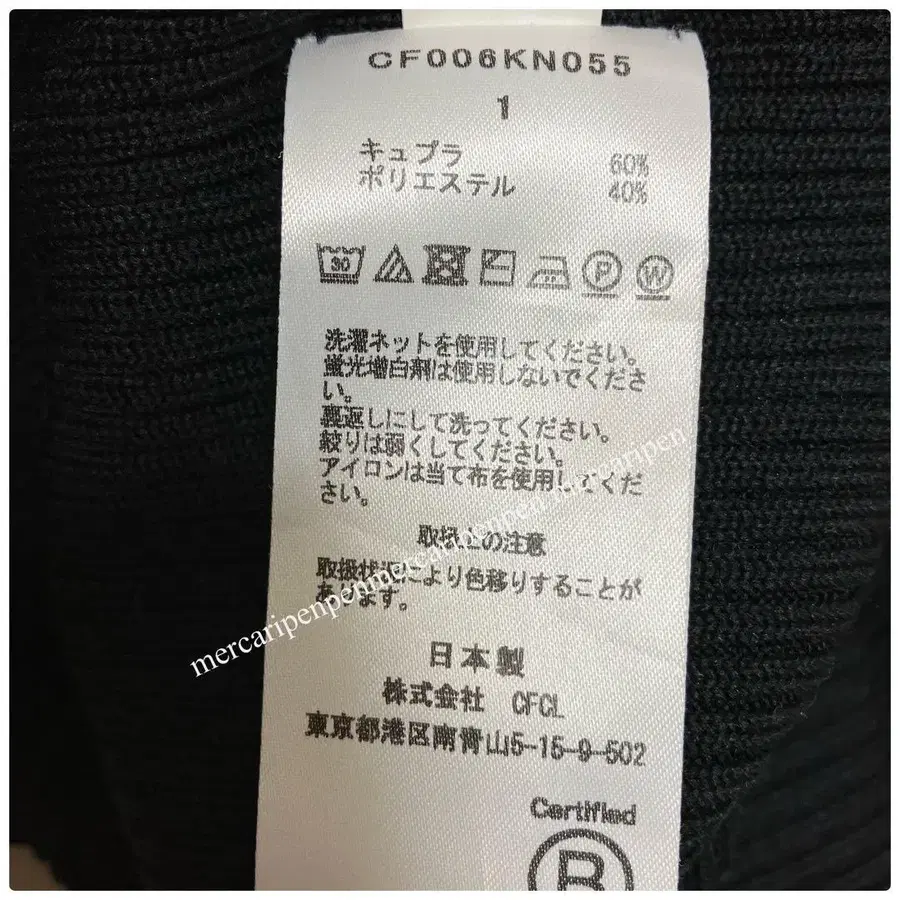 CF006KN055
1
キュプラ 60%
ポリエステル 40%
30 P W
洗濯ネットを使用してください。
蛍光増白剤は使用しないでくださ
い。
裏返しにして洗ってください。
絞りは弱くしてください。
アイロンは当て布を使用してくだ
さい。
取扱上の注意
取扱状況により色移りすることが
あります。
mercaripenpen
日本製
株式会社 CFCL
東京都港区南青山5-15-9-502
Certified
B